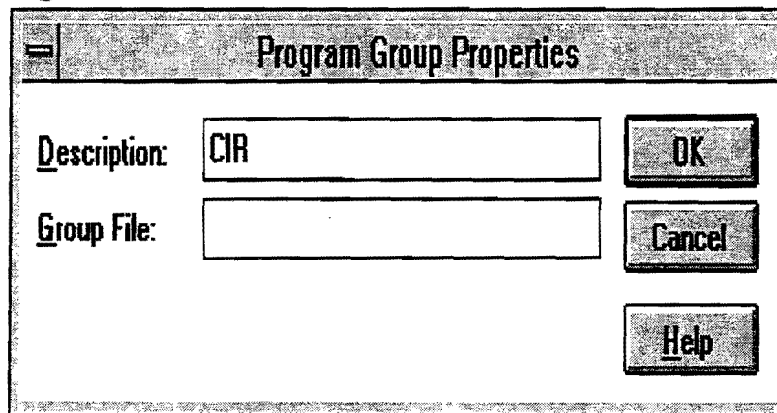 Program Group Properties
Description: CIR OK
Group File: Cancel
Help